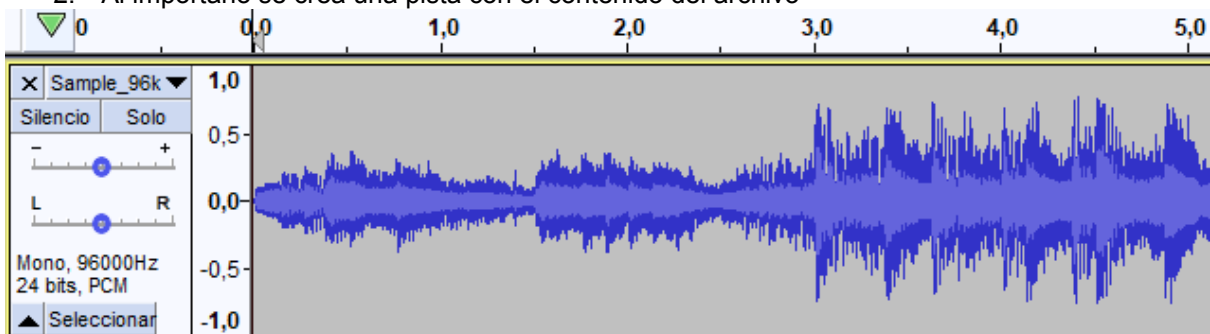 2. Al importarlo se crea una pista con el contenido del archivo
0 0,0 1,0 2,0 3,0 4,0 5,0
X Sample_96k 1,0
Silencio Solo
0,5
- +
L R 0,0
Mono, 96000Hz -0,5
24 bits, PCM
Seleccionar -1,0